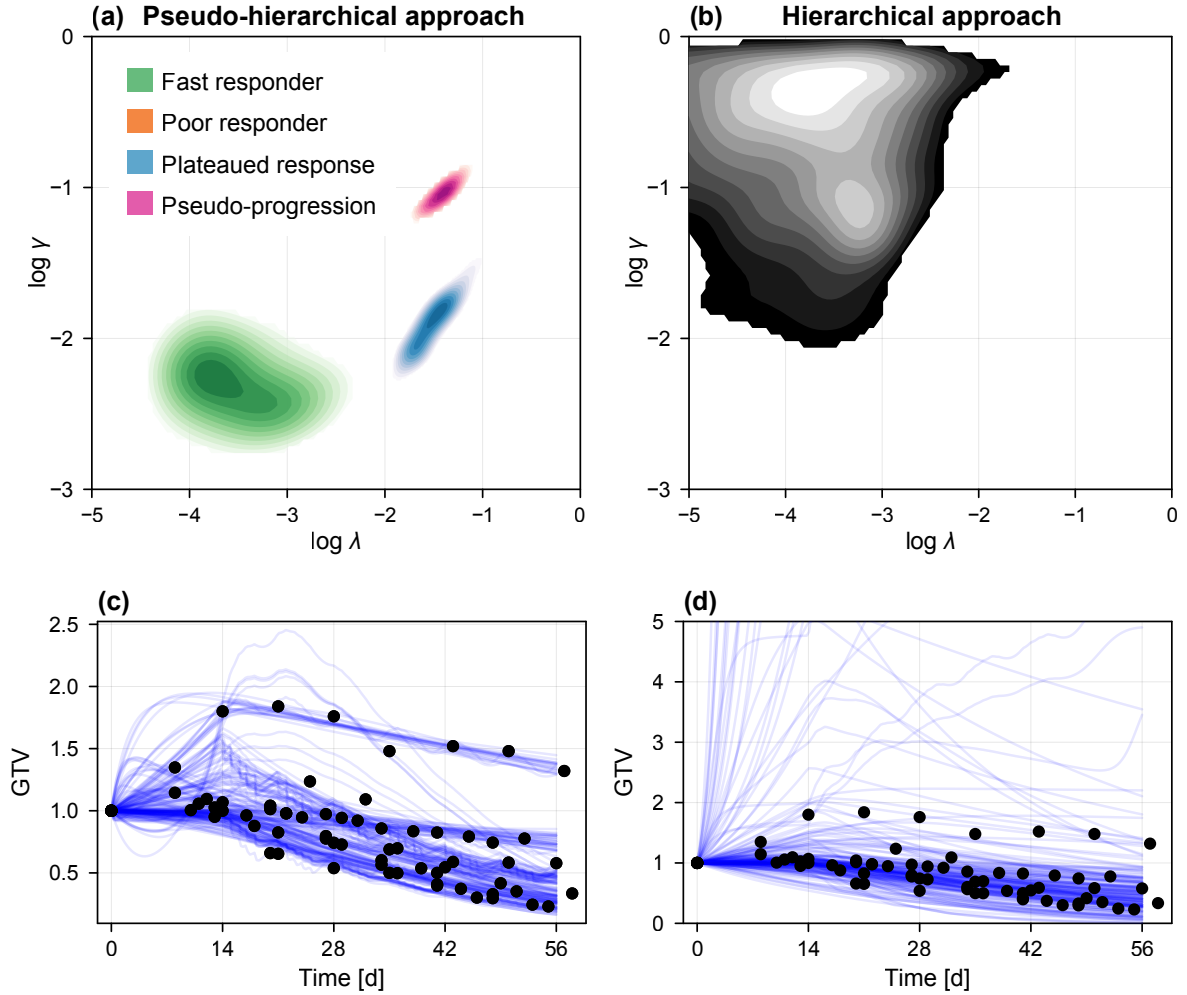 (a) Pseudo-hierarchical approach
(b) Hierarchical approach
Fast responder
Poor responder
Plateaued response
Pseudo-progression
0
−1
−2
−3
log γ
−5 −4 −3 −2 −1 0
log λ
0
−1
−2
−3
log γ
−5 −4 −3 −2 −1 0
log λ
(c)
2.5
2.0
1.5
1.0
0.5
GTV
0 14 28 42 56
Time [d]
(d)
5
4
3
2
1
0
GTV
0 14 28 42 56
Time [d]